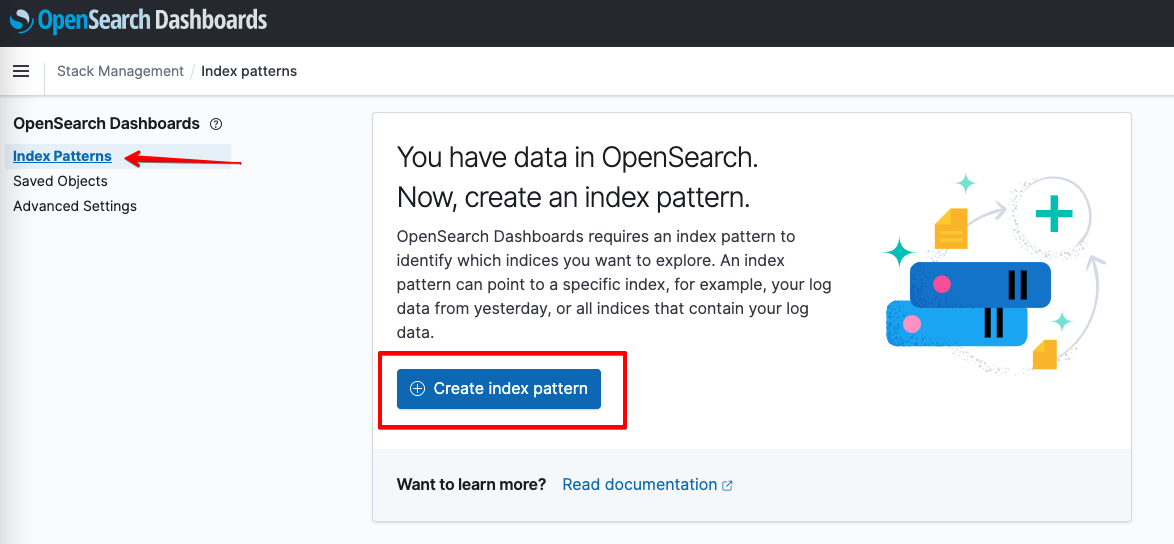 OpenSearch Dashboards
Stack Management / Index patterns
OpenSearch Dashboards
Index Patterns
Saved Objects
Advanced Settings
You have data in OpenSearch.
Now, create an index pattern.
OpenSearch Dashboards requires an index pattern to
identify which indices you want to explore. An index
pattern can point to a specific index, for example, your log
data from yesterday, or all indices that contain your log
data.
Create index pattern
Want to learn more? Read documentation